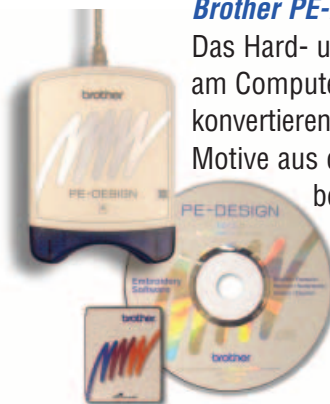 Brother PE-
Das Hard- u
am Compute
konvertieren
Motive aus
be
brother
PE-DESIGN
PE-DESIGN
Embroidery
Software
brother
brother